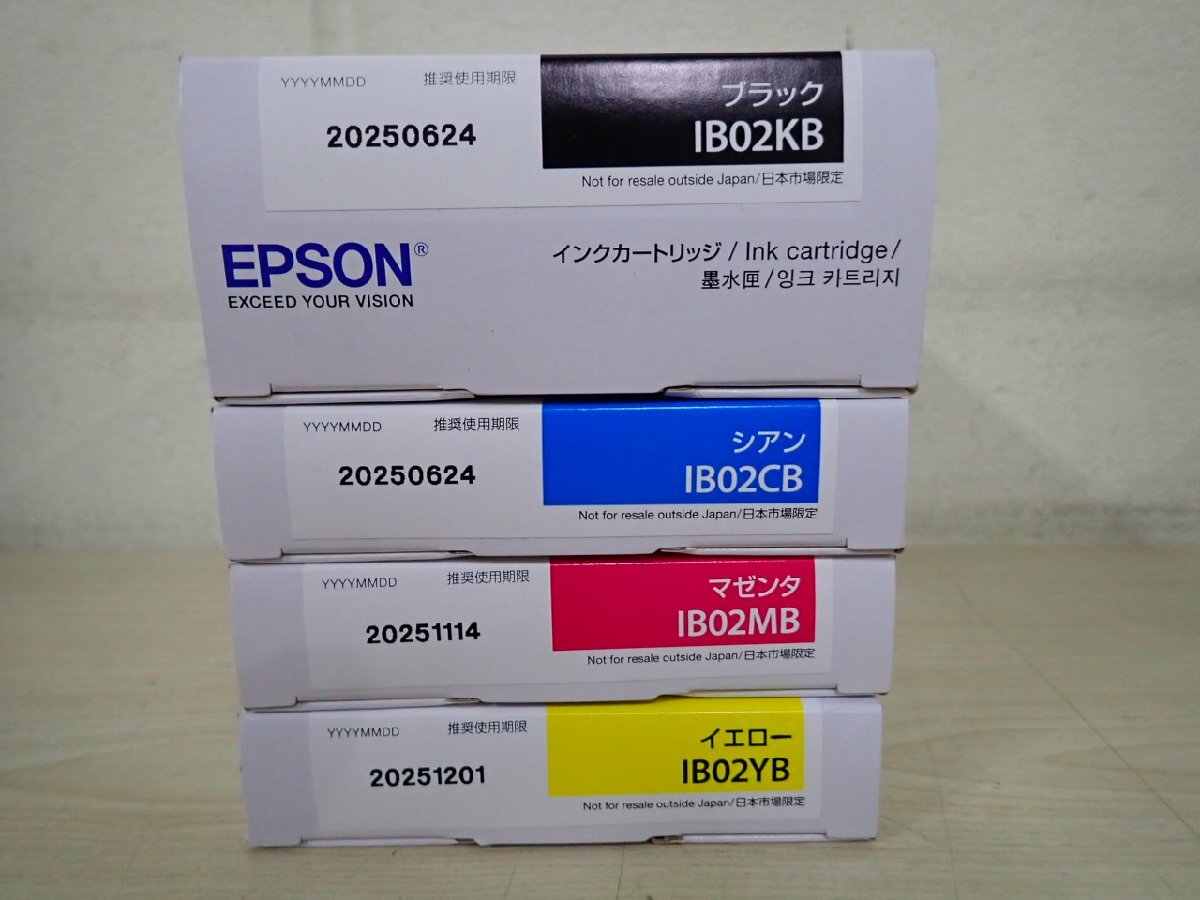 YYYYMMDD 推奨使用期限
20250624
ブラック
IB02KB
Not for resale outside Japan/日本市場限定
EPSON®
EXCEED YOUR VISION
インクカートリッジ/Ink cartridge/
墨水匣/잉크 카트리지
YYYYMMDD 推奨使用期限
20250624
シアン
IB02CB
Not for resale outside Japan/日本市場限定
YYYYMMDD 推奨使用期限
20251114
マゼンタ
IB02MB
Not for resale outside Japan/日本市場限定
YYYYMMDD 推奨使用期限
20251201
イエロー
IB02YB
Not for resale outside Japan/日本市場限定